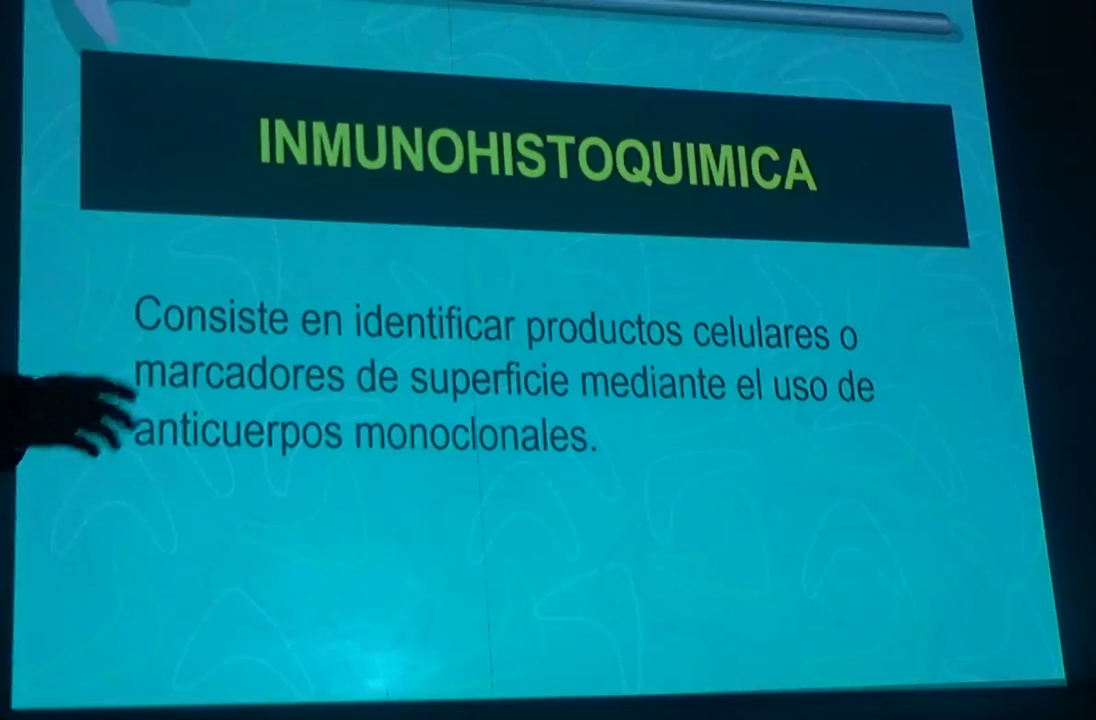 INMUNOHISTOQUIMICA
Consiste en identificar productos celulares o
marcadores de superficie mediante el uso de
anticuerpos monoclonales.